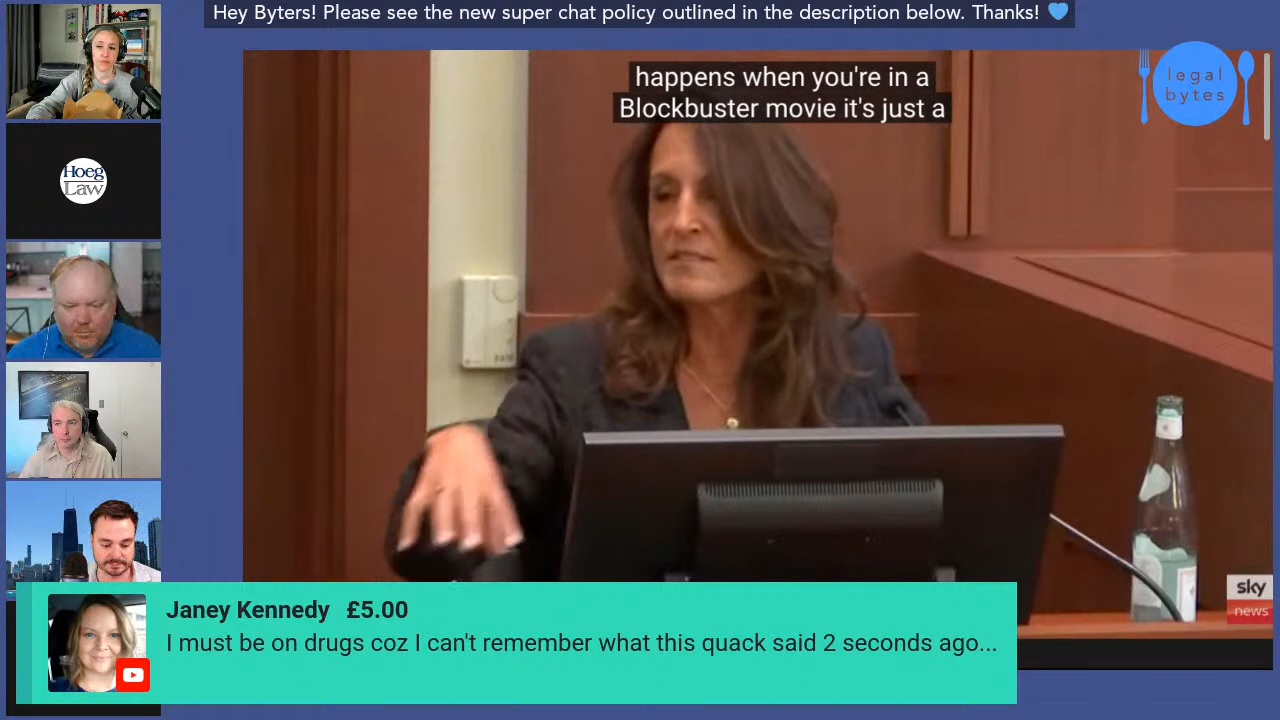 Hey Byters! Please see the new super chat policy outlined in the description below. Thanks! 💙
happens when you're in a
Blockbuster movie it's just a
legal
bytes
Hoeg
Law
sky
news
Janey Kennedy £5.00
I must be on drugs coz I can't remember what this quack said 2 seconds ago...